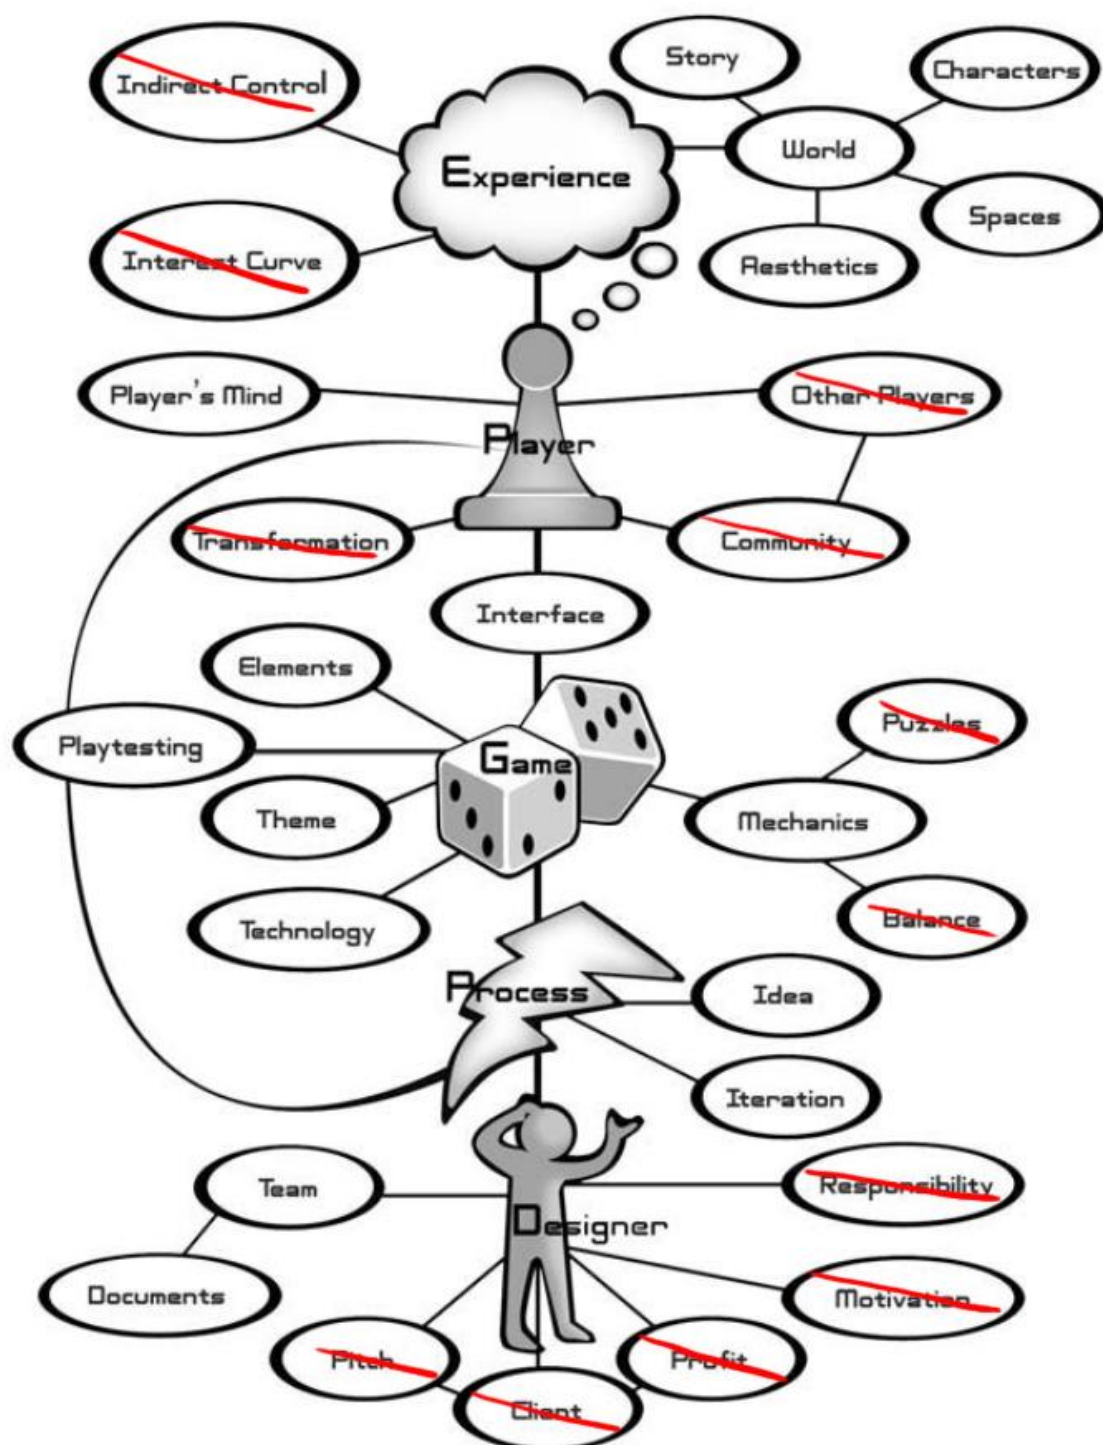 Story
Indirect Control
Characters
World
Experience
Spaces
Interest Curve
Aesthetics
Player's Mind
Other Players
Player
Transformation
Community
Interface
Elements
Puzzles
Playtesting
Game
Theme
Mechanics
Technology
Balance
Process
Idea
Iteration
Team
Responsibility
Designer
Documents
Motivation
Pitch
Profit
Client